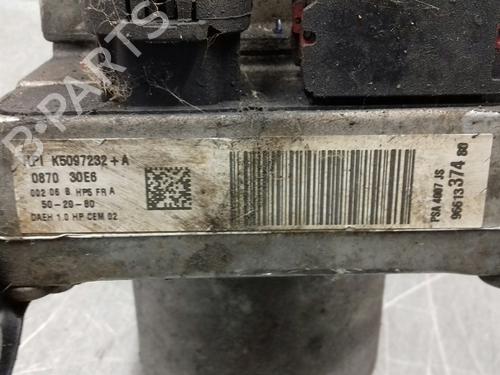 HPI K5097232+A
0870 30E6
002 06 B HP5 FR A
50-20-80
DAEH 1.0 HP CEM 02
PSA 4007 JS
96613374 80
B-PARTS